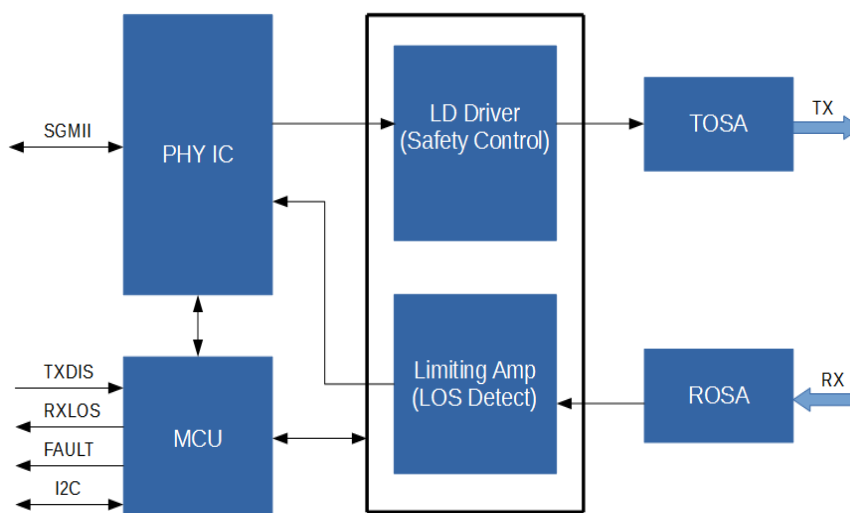 SGMII
PHY IC
LD Driver
(Safety Control)
TOSA
TX
TXDIS
RXLOS
FAULT
I2C
MCU
Limiting Amp
(LOS Detect)
ROSA
RX